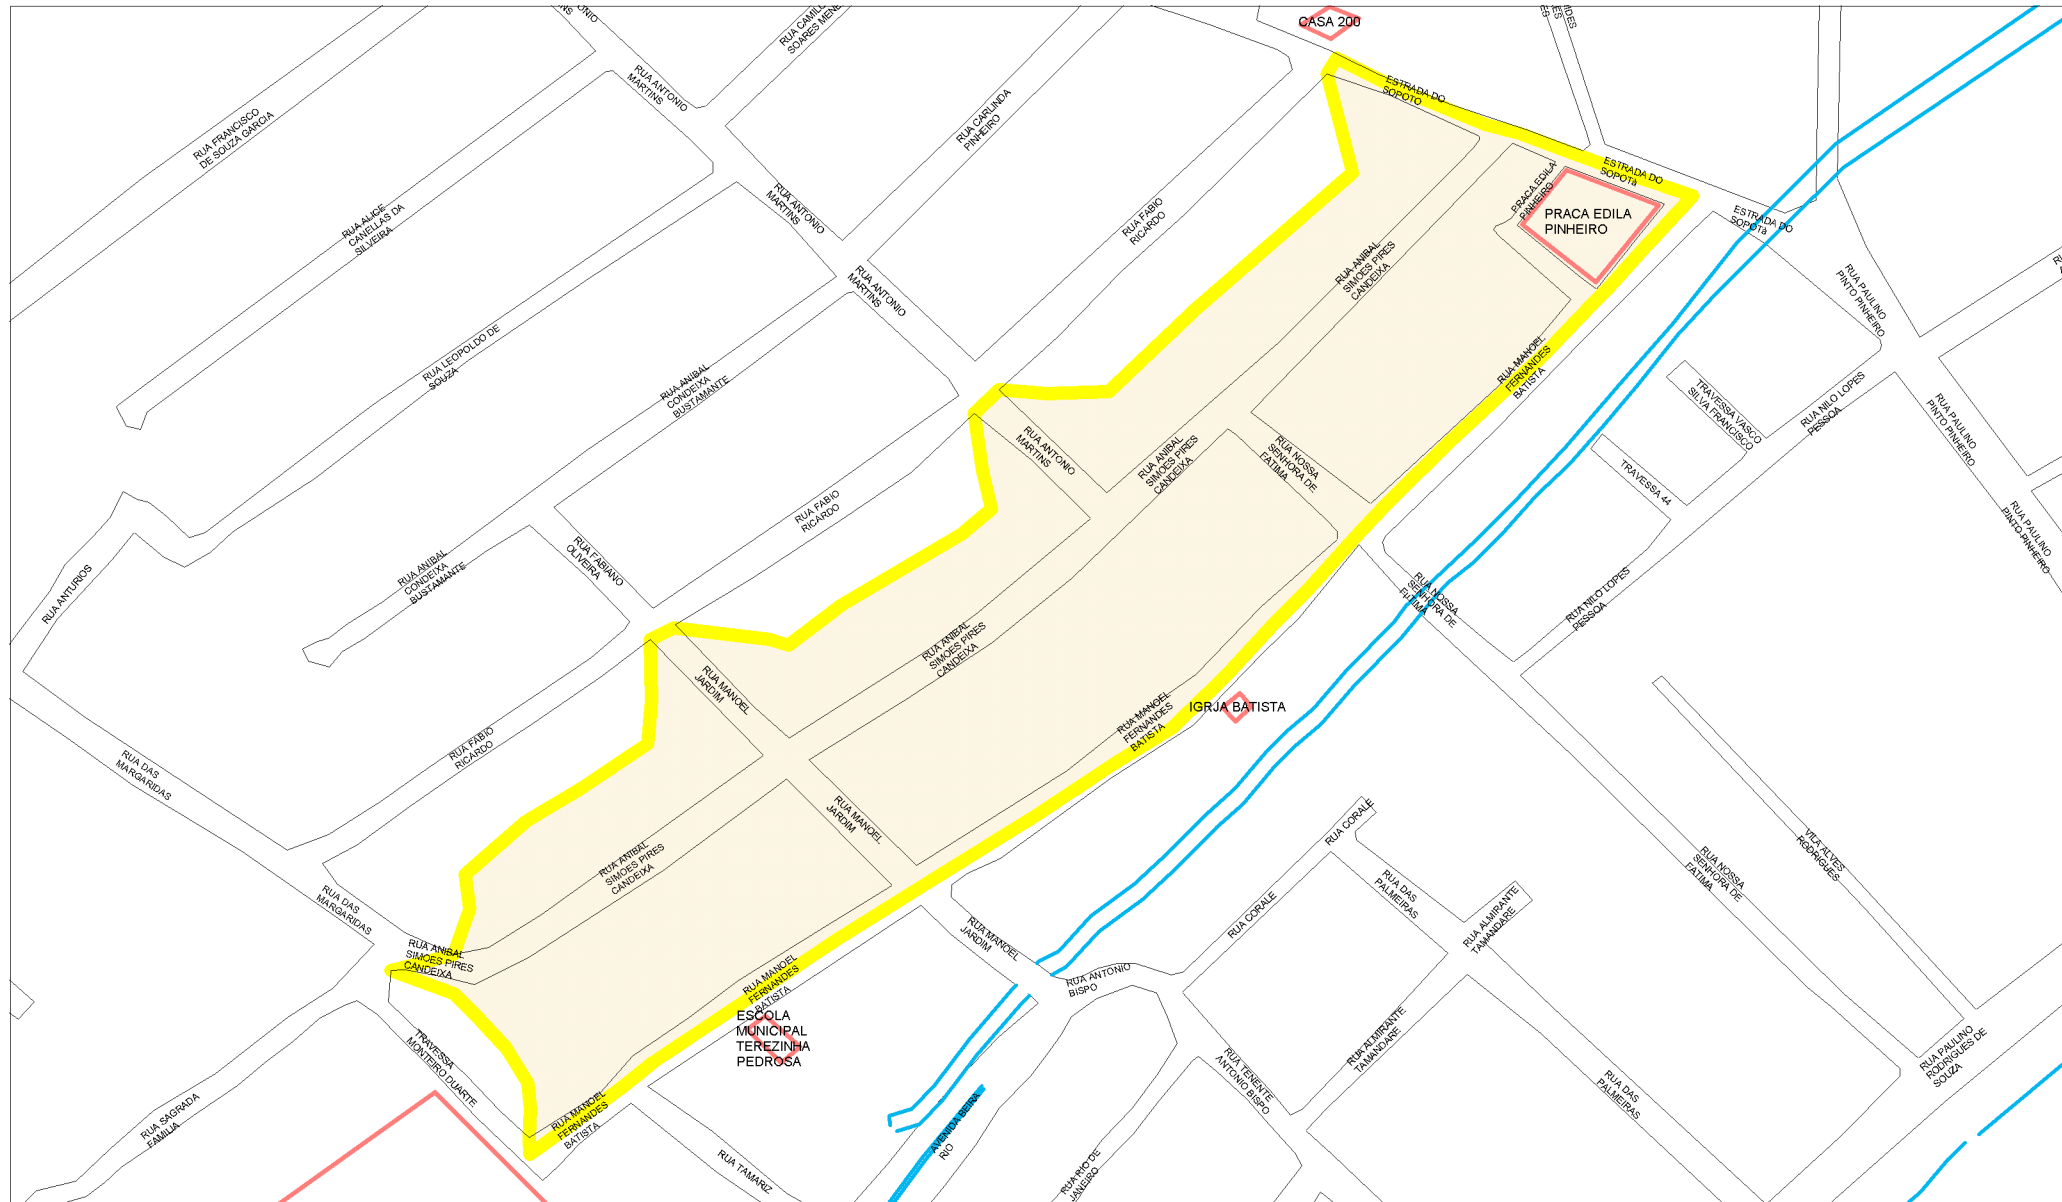 CASA 200
RUA ANTONIO
MARTINS
RUA CARLINDA
PINHEIRO
RUA FRANCISCO
DE SOUZA GARCIA
ESTRADA DO
SOPOTO
ESTRADA DO
SOPOTà
ESTRADA DO
SOPOTà
PRACA EDILA
PINHEIRO
PRACA EDILA
PINHEIRO
RUA ALICE
CANELLAS DA
SILVEIRA
RUA ANTONIO
MARTINS
RUA FABIO
RICARDO
RUA ANTONIO
MARTINS
RUA ANIBAL
SIMOES PIRES
CANDEIXA
RUA PAULINO
PINTO PINHEIRO
RUA LEOPOLDO DE
SOUZA
RUA ANIBAL
CONDEIXA
BUSTAMANTE
RUA MANOEL
FERNANDES
BATISTA
TRAVESSA VASCO
SILVA FRANCISCO
RUA NILO LOPES
PESSOA
RUA PAULINO
PINTO PINHEIRO
TRAVESSA 44
RUA ANTONIO
MARTINS
RUA ANIBAL
SIMOES PIRES
CANDEIXA
RUA NOSSA
SENHORA DE
FATIMA
RUA FABIO
RICARDO
RUA PAULINO
PINTO PINHEIRO
RUA ANTURIOS
RUA ANIBAL
CONDEIXA
BUSTAMANTE
RUA FABIANO
OLIVEIRA
RUA NOSSA
SENHORA DE
RUA NILO LOPES
PESSOA
RUA ANIBAL
SIMOES PIRES
CANDEIXA
RUA MANOEL
JARDIM
RUA MANOEL
FERNANDES
BATISTA
IGRJA BATISTA
RUA DAS
MARGARIDAS
RUA FABIO
RICARDO
RUA MANOEL
JARDIM
RUA CORALE
VILA ALVES
RODRIGUES
RUA ANIBAL
SIMOES PIRES
CANDEIXA
RUA DAS
PALMEIRAS
RUA NOSSA
SENHORA DE
FATIMA
RUA DAS
MARGARIDAS
RUA CORALE
RUA ALMIRANTE
TAMANDARE
RUA MANOEL
JARDIM
RUA ANIBAL
SIMOES PIRES
CANDEIXA
RUA MANOEL
FERNANDES
BATISTA
RUA ANTONIO
BISPO
ESCOLA
MUNICIPAL
TEREZINHA
PEDROSA
TRAVESSA
MONTEIRO DUARTE
RUA ALMIRANTE
TAMANDARE
RUA PAULINO
RODRIGUES DE
SOUZA
RUA TENENTE
ANTONIO BISPO
RUA DAS
PALMEIRAS
RUA SAGRADA
FAMILIA
RUA MANOEL
FERNANDES
BATISTA
AVENIDA BEIRA
RIO
RUA TAMARIZ
RUA RIO DE
JANEIRO